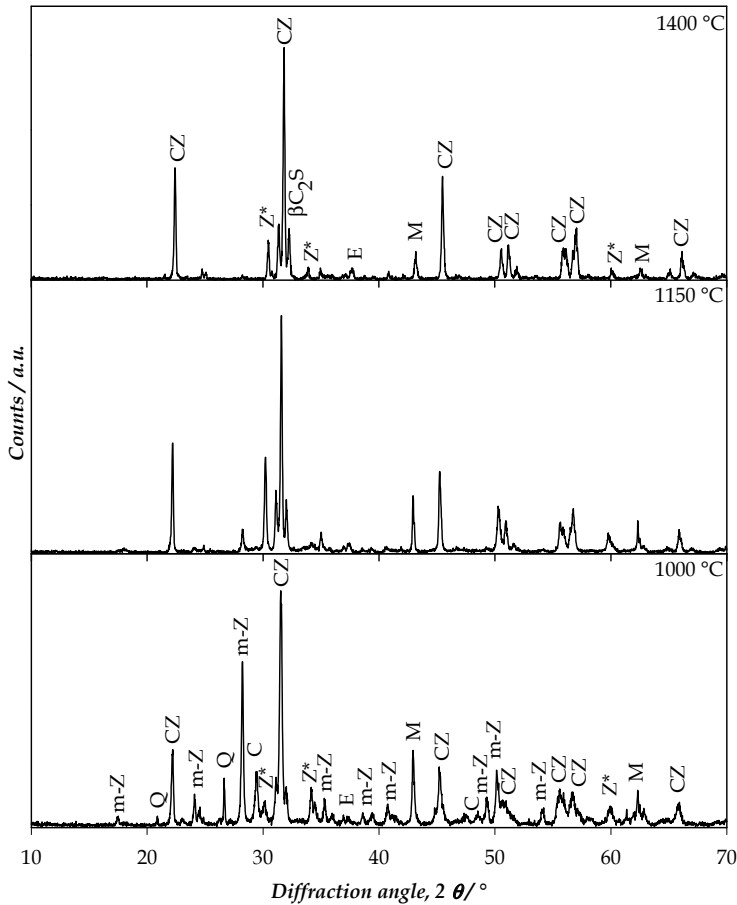 1400 °C
CZ
CZ
Z*
βC₂S
Z*
E
M
CZ
CZ
CZ
CZ
CZ
Z*
M
CZ
1150 °C
Counts / a.u.
1000 °C
m-Z
Q
CZ
m-Z
Q
m-Z
C
Z*
CZ
Z*
m-Z
E
m-Z
m-Z
M
CZ
C
m-Z
m-Z
CZ
m-Z
CZ
CZ
Z*
M
CZ
10 20 30 40 50 60 70
Diffraction angle, 2 θ/ °